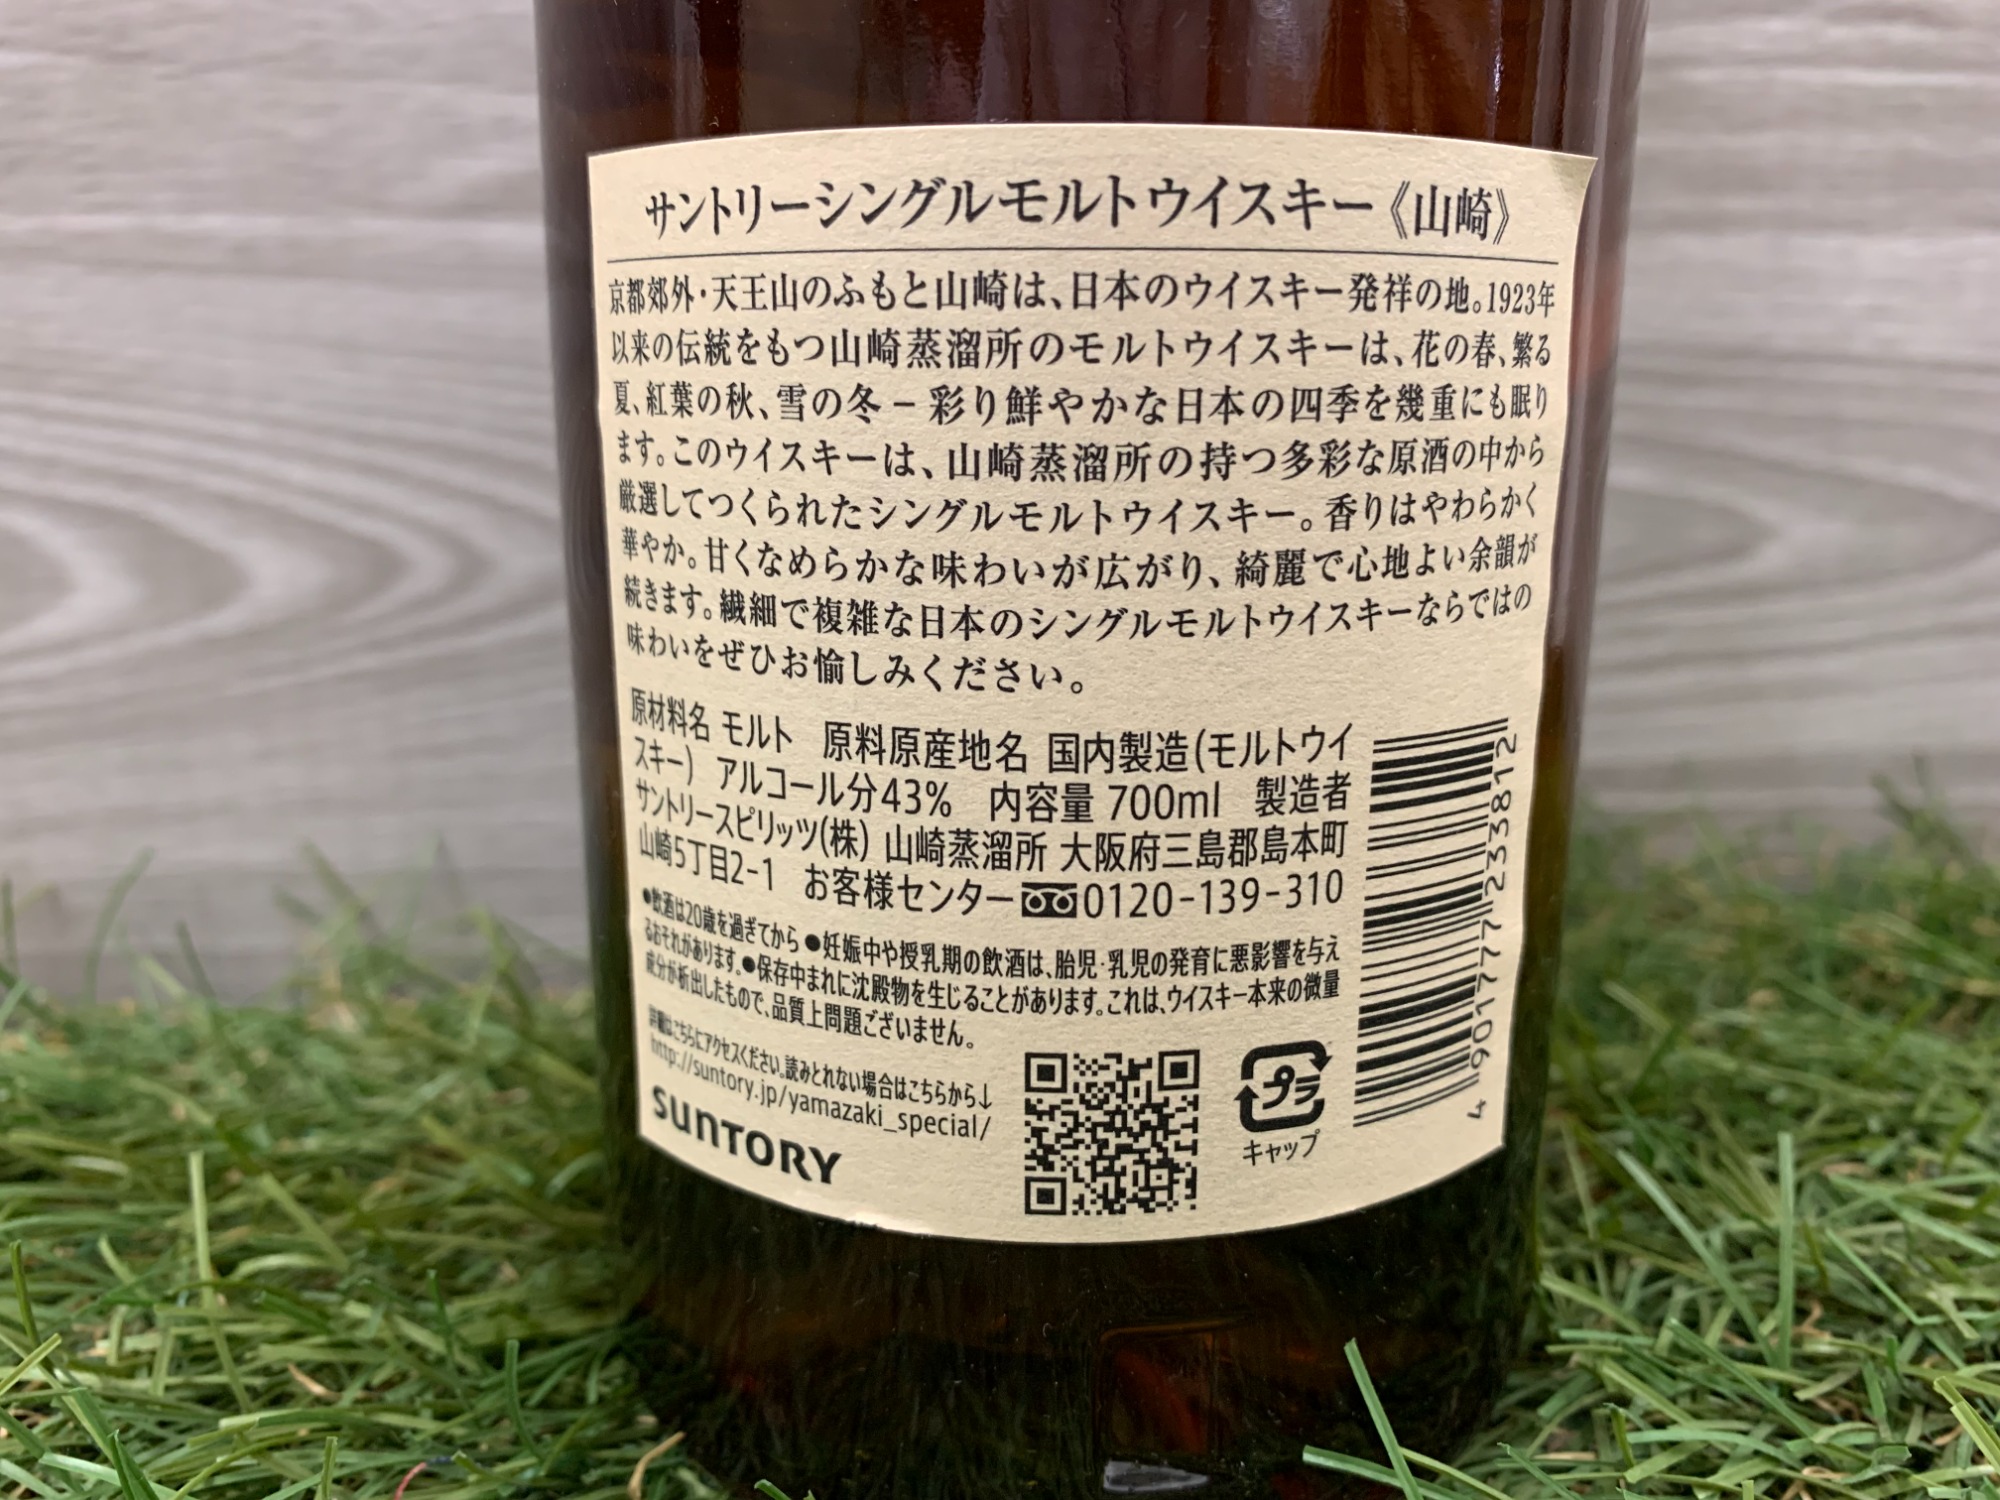 サントリーシングルモルトウイスキー《山崎》
京都郊外・天王山のふもと山崎は、日本のウイスキー発祥の地。1923年
以来の伝統をもつ山崎蒸溜所のモルトウイスキーは、花の春、繁る
夏、紅葉の秋、雪の冬－彩り鮮やかな日本の四季を幾重にも眠り
ます。このウイスキーは、山崎蒸溜所の持つ多彩な原酒の中から
厳選してつくられたシングルモルトウイスキー。香りはやわらかく
華やか。甘くなめらかな味わいが広がり、綺麗で心地よい余韻が
続きます。繊細で複雑な日本のシングルモルトウイスキーならではの
味わいをぜひお愉しみください。
原材料名 モルト 原料原産地名 国内製造(モルトウイ
スキー) アルコール分43% 内容量 700ml 製造者
サントリースピリッツ(株) 山崎蒸溜所 大阪府三島郡島本町
山崎5丁目2-1 お客様センター 0120-139-310
●飲酒は20歳を過ぎてから ●妊娠中や授乳期の飲酒は、胎児・乳児の発育に悪影響を与え
るおそれがあります。●保存中まれに沈殿物を生じることがあります。これは、ウイスキー本来の微量
成分が析出したもので、品質上問題ございません。
詳細はこちらにアクセスください。読みとれない場合はこちらから↓
http://suntory.jp/yamazaki_special/
SUNTORY
プラ
キャップ
4 901777 233812